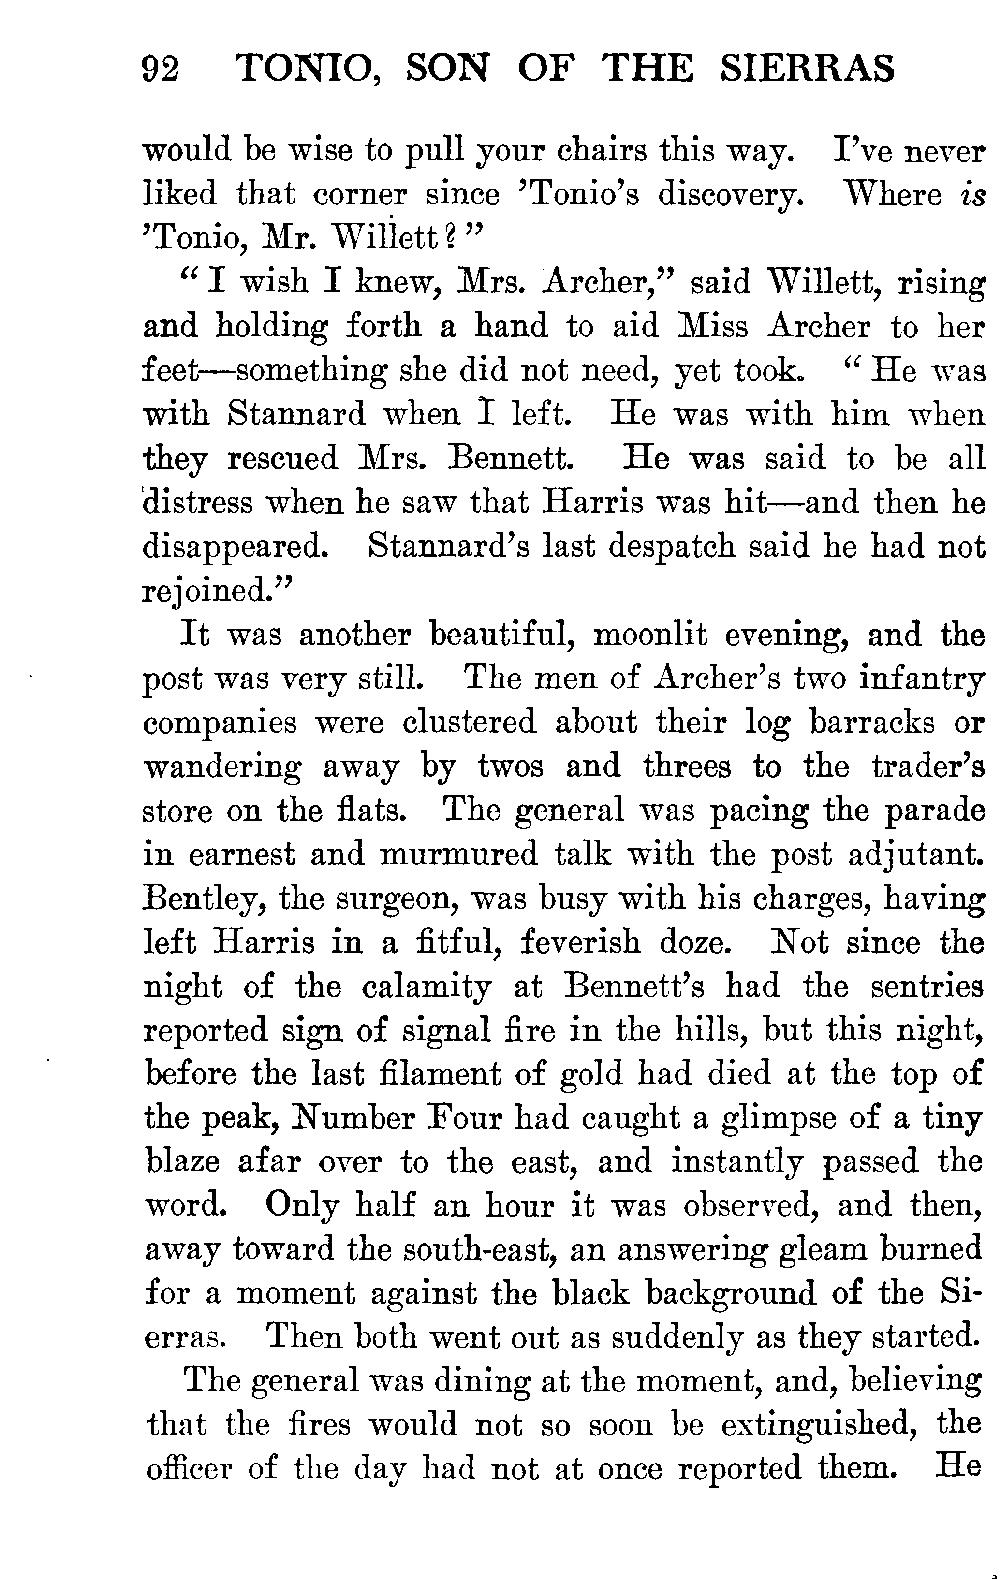 92 TONIO, SON OF THE SIERRAS
would be wise to pull your chairs this way. I've never
liked that corner since 'Tonio's discovery. Where is
'Tonio, Mr. Willett?"
"I wish I knew, Mrs. Archer," said Willett, rising
and holding forth a hand to aid Miss Archer to her
feet—something she did not need, yet took. "He was
with Stannard when I left. He was with him when
they rescued Mrs. Bennett. He was said to be all
distress when he saw that Harris was hit—and then he
disappeared. Stannard's last despatch said he had not
rejoined."
It was another beautiful, moonlit evening, and the
post was very still. The men of Archer's two infantry
companies were clustered about their log barracks or
wandering away by twos and threes to the trader's
store on the flats. The general was pacing the parade
in earnest and murmured talk with the post adjutant.
Bentley, the surgeon, was busy with his charges, having
left Harris in a fitful, feverish doze. Not since the
night of the calamity at Bennett's had the sentries
reported sign of signal fire in the hills, but this night,
before the last filament of gold had died at the top of
the peak, Number Four had caught a glimpse of a tiny
blaze afar over to the east, and instantly passed the
word. Only half an hour it was observed, and then,
away toward the south-east, an answering gleam burned
for a moment against the black background of the Si-
erras. Then both went out as suddenly as they started.
The general was dining at the moment, and, believing
that the fires would not so soon be extinguished, the
officer of the day had not at once reported them. He